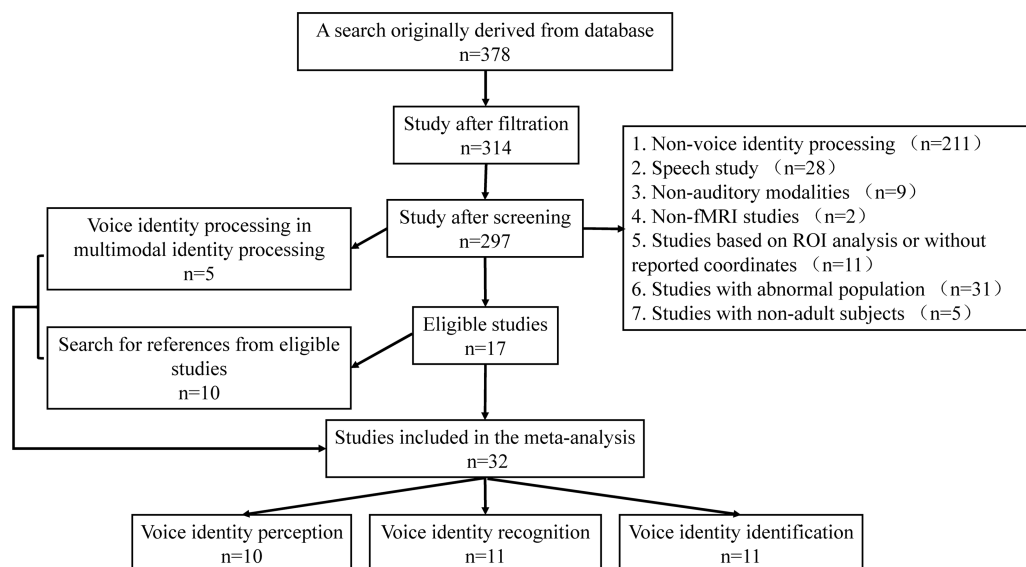 A search originally derived from database
n=378
Study after filtration
n=314
Study after screening
n=297
1. Non-voice identity processing （n=211）
2. Speech study （n=28）
3. Non-auditory modalities （n=9）
4. Non-fMRI studies （n=2）
5. Studies based on ROI analysis or without
reported coordinates （n=11）
6. Studies with abnormal population （n=31）
7. Studies with non-adult subjects （n=5）
Voice identity processing in
multimodal identity processing
n=5
Eligible studies
n=17
Search for references from eligible
studies
n=10
Studies included in the meta-analysis
n=32
Voice identity perception
n=10
Voice identity recognition
n=11
Voice identity identification
n=11